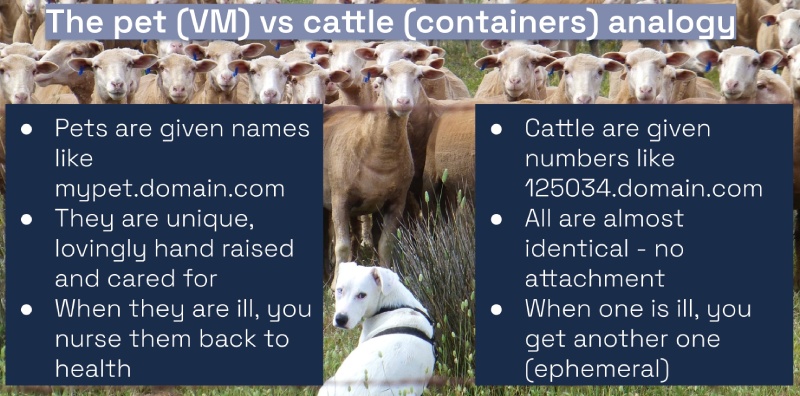 The pet (VM) vs cattle (containers) analogy
● Pets are given names
like
mypet.domain.com
● They are unique,
lovingly hand raised
and cared for
● When they are ill, you
nurse them back to
health
● Cattle are given
numbers like
125034.domain.com
● All are almost
identical - no
attachment
● When one is ill, you
get another one
(ephemeral)